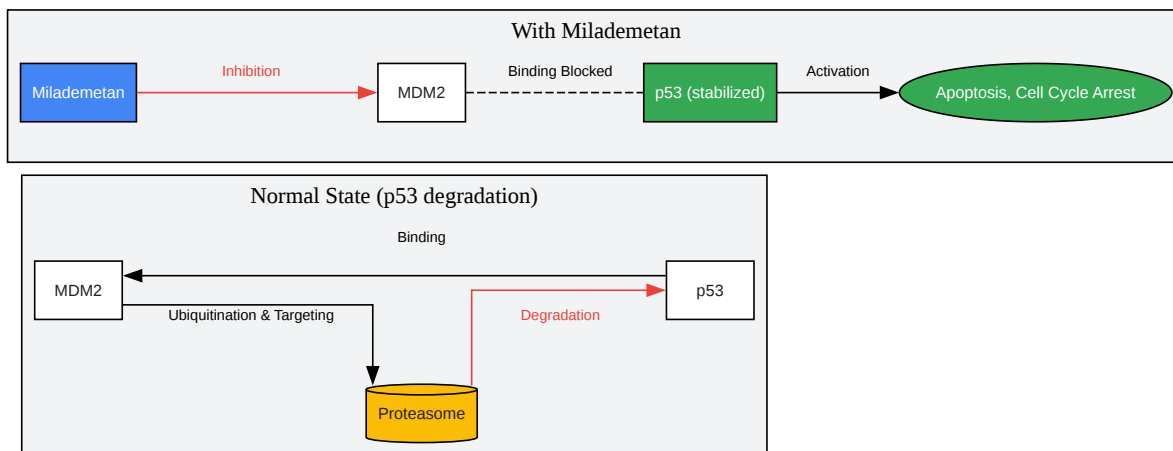 With Milademetan
Milademetan
Inhibition
MDM2
Binding Blocked
p53 (stabilized)
Activation
Apoptosis, Cell Cycle Arrest
Normal State (p53 degradation)
Binding
MDM2
p53
Ubiquitination & Targeting
Degradation
Proteasome